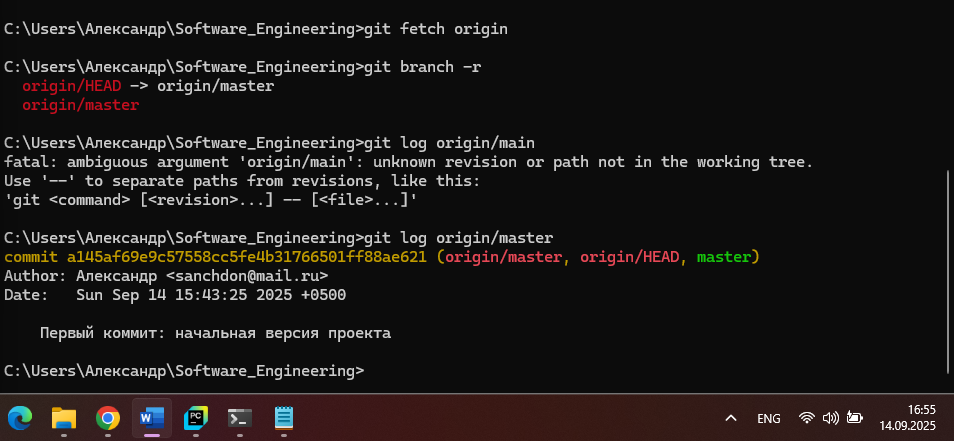 C:\Users\Александр\Software_Engineering>git fetch origin
C:\Users\Александр\Software_Engineering>git branch -r
origin/HEAD -> origin/master
origin/master
C:\Users\Александр\Software_Engineering>git log origin/main
fatal: ambiguous argument 'origin/main': unknown revision or path not in the working tree.
Use '--' to separate paths from revisions, like this:
'git <command> [<revision>...] -- [<file>...]'
C:\Users\Александр\Software_Engineering>git log origin/master
commit a145af69e9c57558cc5fe4b31766501ff88ae621 (origin/master, origin/HEAD, master)
Author: Александр <sanchdon@mail.ru>
Date:   Sun Sep 14 15:43:25 2025 +0500
Первый коммит: начальная версия проекта
C:\Users\Александр\Software_Engineering>
W
PC
ENG
16:55
14.09.2025